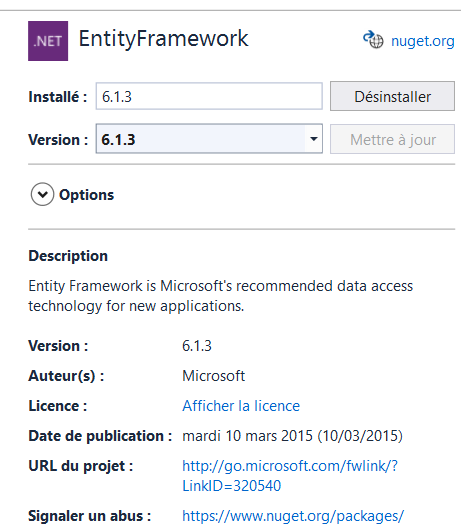 .NET EntityFramework nuget.org
Installé : 6.1.3 Désinstaller
Version : 6.1.3 Mettre à jour
Options
Description
Entity Framework is Microsoft's recommended data access
technology for new applications.
Version : 6.1.3
Auteur(s) : Microsoft
Licence : Afficher la licence
Date de publication : mardi 10 mars 2015 (10/03/2015)
URL du projet : http://go.microsoft.com/fwlink/?
LinkID=320540
Signaler un abus : https://www.nuget.org/packages/